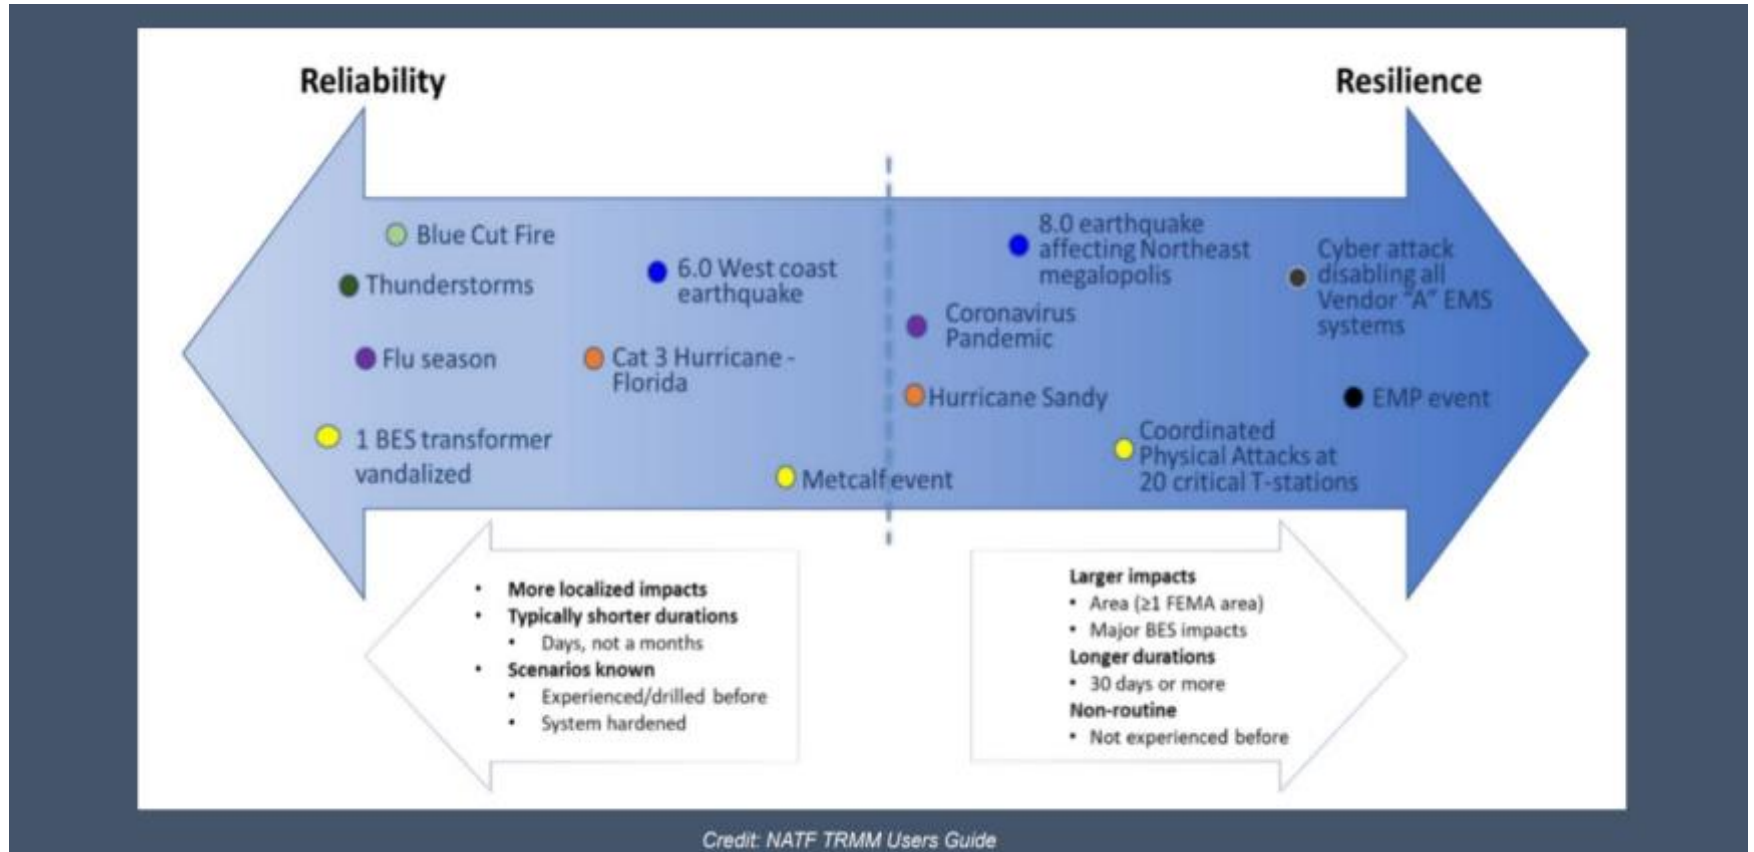 Reliability
Resilience
Blue Cut Fire
Thunderstorms
Flu season
1 BES transformer
vandalized
6.0 West coast
earthquake
Cat 3 Hurricane -
Florida
Metcalf event
8.0 earthquake
affecting Northeast
megalopolis
Coronavirus
Pandemic
Hurricane Sandy
Coordinated
Physical Attacks at
20 critical T-stations
Cyber attack
disabling all
Vendor "A" EMS
systems
EMP event
• More localized impacts
• Typically shorter durations
• Days, not a months
• Scenarios known
• Experienced/drilled before
• System hardened
Larger impacts
• Area (≥1 FEMA area)
• Major BES impacts
Longer durations
• 30 days or more
Non-routine
• Not experienced before
Credit: NATF TRMM Users Guide